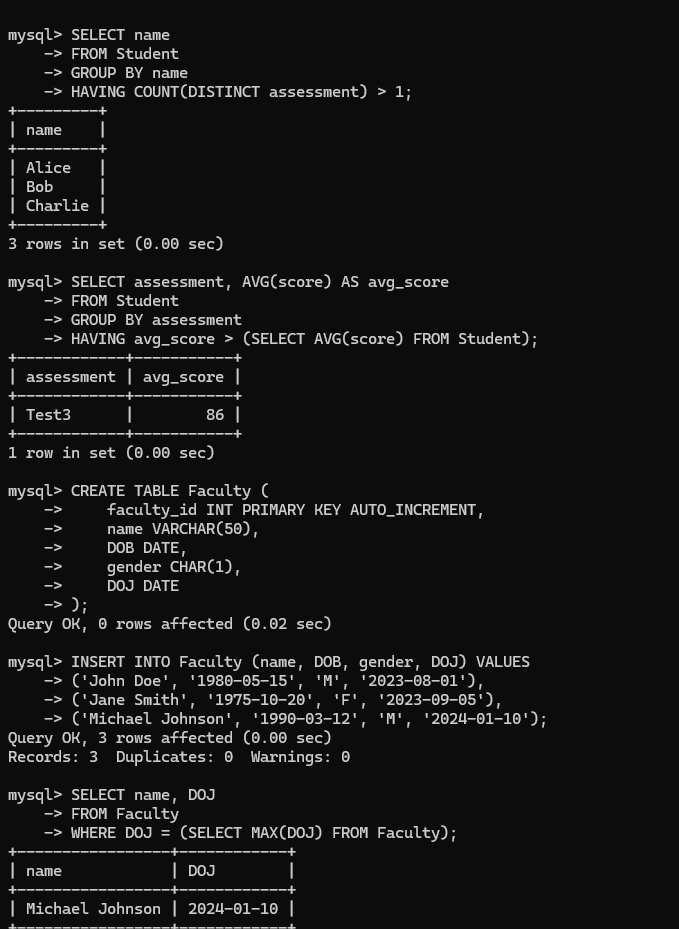 mysql> SELECT name
    -> FROM Student
    -> GROUP BY name
    -> HAVING COUNT(DISTINCT assessment) > 1;
+---------+
| name    |
+---------+
| Alice   |
| Bob     |
| Charlie |
+---------+
3 rows in set (0.00 sec)
mysql> SELECT assessment, AVG(score) AS avg_score
    -> FROM Student
    -> GROUP BY assessment
    -> HAVING avg_score > (SELECT AVG(score) FROM Student);
+------------+-----------+
| assessment | avg_score |
+------------+-----------+
| Test3      |        86 |
+------------+-----------+
1 row in set (0.00 sec)
mysql> CREATE TABLE Faculty (
    ->     faculty_id INT PRIMARY KEY AUTO_INCREMENT,
    ->     name VARCHAR(50),
    ->     DOB DATE,
    ->     gender CHAR(1),
    ->     DOJ DATE
    -> );
Query OK, 0 rows affected (0.02 sec)
mysql> INSERT INTO Faculty (name, DOB, gender, DOJ) VALUES
    -> ('John Doe', '1980-05-15', 'M', '2023-08-01'),
    -> ('Jane Smith', '1975-10-20', 'F', '2023-09-05'),
    -> ('Michael Johnson', '1990-03-12', 'M', '2024-01-10');
Query OK, 3 rows affected (0.00 sec)
Records: 3  Duplicates: 0  Warnings: 0
mysql> SELECT name, DOJ
    -> FROM Faculty
    -> WHERE DOJ = (SELECT MAX(DOJ) FROM Faculty);
+-----------------+------------+
| name            | DOJ        |
+-----------------+------------+
| Michael Johnson | 2024-01-10 |
+-----------------+------------+